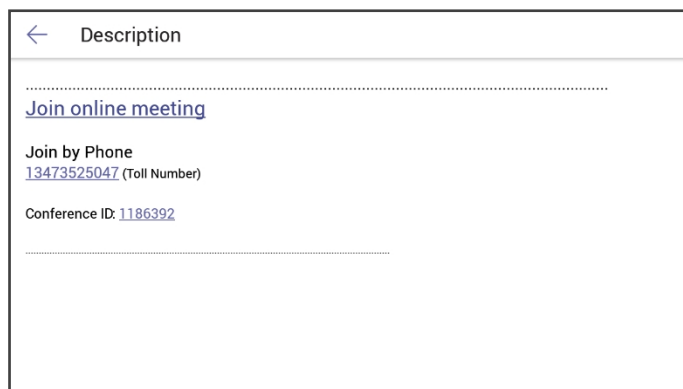 Description
................................................................................................................................................
Join online meeting
Join by Phone
13473525047 (Toll Number)
Conference ID: 1186392
................................................................................................................................................